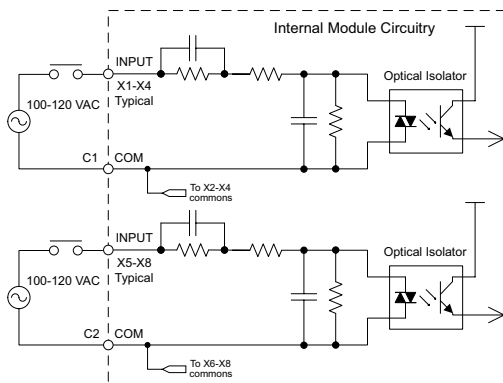 Internal Module Circuitry
INPUT
X1-X4
Typical
Optical Isolator
100-120 VAC
C1 COM
To X2-X4
commons
INPUT
X5-X8
Typical
Optical Isolator
100-120 VAC
C2 COM
To X6-X8
commons